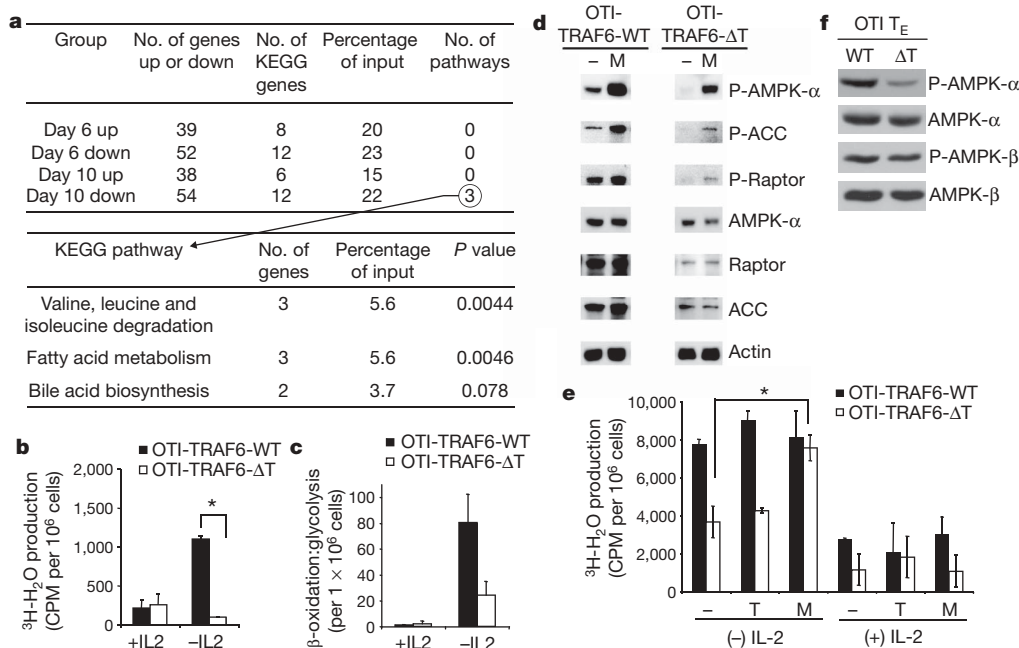 a
Group No. of genes up or down No. of KEGG genes Percentage of input No. of pathways
Day 6 up 39 8 20 0
Day 6 down 52 12 23 0
Day 10 up 38 6 15 0
Day 10 down 54 12 22 3
KEGG pathway No. of genes Percentage of input P value
Valine, leucine and isoleucine degradation 3 5.6 0.0044
Fatty acid metabolism 3 5.6 0.0046
Bile acid biosynthesis 2 3.7 0.078
b
OTI-TRAF6-WT
OTI-TRAF6-ΔT
³H-H₂O production
(CPM per 10⁶ cells)
2,000
1,500
1,000
500
0
*
+IL2 –IL2
c
OTI-TRAF6-WT
OTI-TRAF6-ΔT
β-oxidation:glycolysis
(per 1 × 10⁶ cells)
100
80
60
40
20
0
+IL2 –IL2
d
OTI-TRAF6-WT OTI-TRAF6-ΔT
– M – M
P-AMPK-α
P-ACC
P-Raptor
AMPK-α
Raptor
ACC
Actin
e
OTI-TRAF6-WT
OTI-TRAF6-ΔT
³H-H₂O production
(CPM per 10⁶ cells)
10,000
8,000
6,000
4,000
2,000
0
*
– T M – T M
(–) IL-2 (+) IL-2
f
OTI T_E
WT ΔT
P-AMPK-α
AMPK-α
P-AMPK-β
AMPK-β